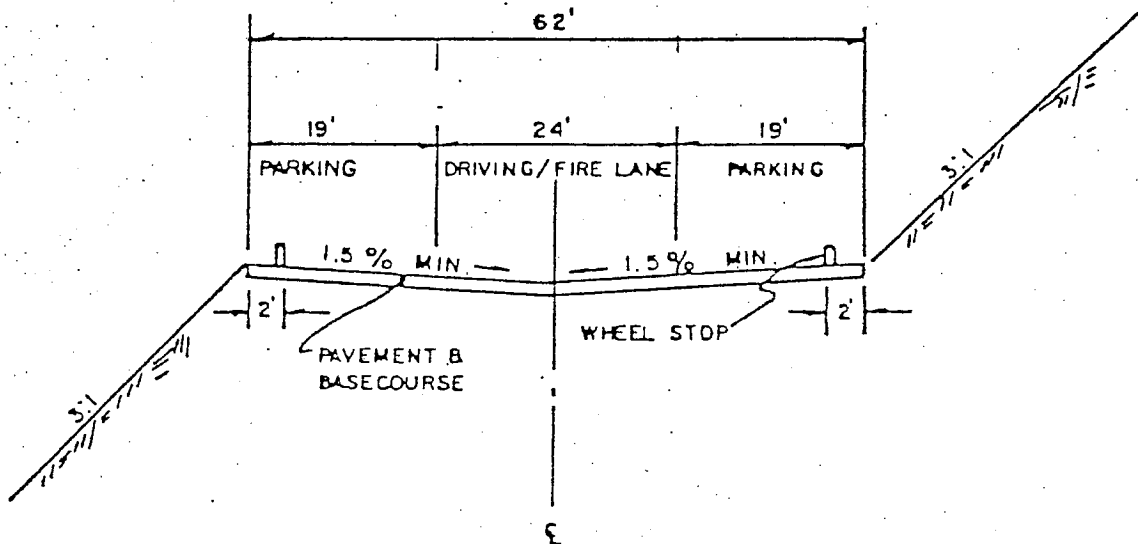 62'
19' 24' 19'
PARKING DRIVING/FIRE LANE PARKING
3:1
1.5 % MIN. 1.5 % MIN.
2' 2'
WHEEL STOP
PAVEMENT &
BASECOURSE
3:1
℄